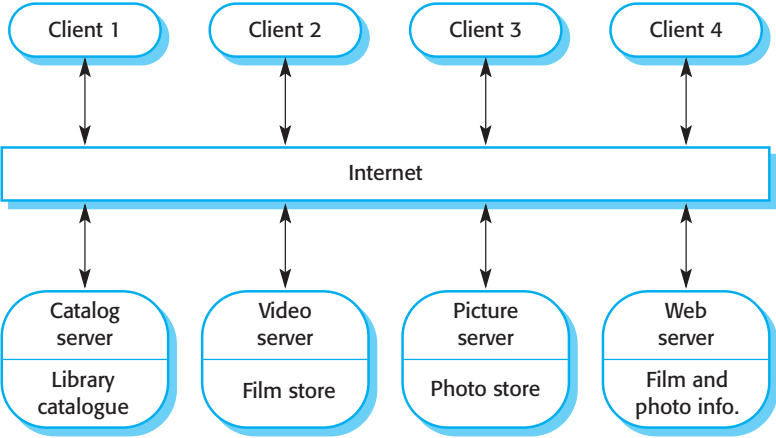 Client 1
Client 2
Client 3
Client 4
Internet
Catalog
server
Library
catalogue
Video
server
Film store
Picture
server
Photo store
Web
server
Film and
photo info.